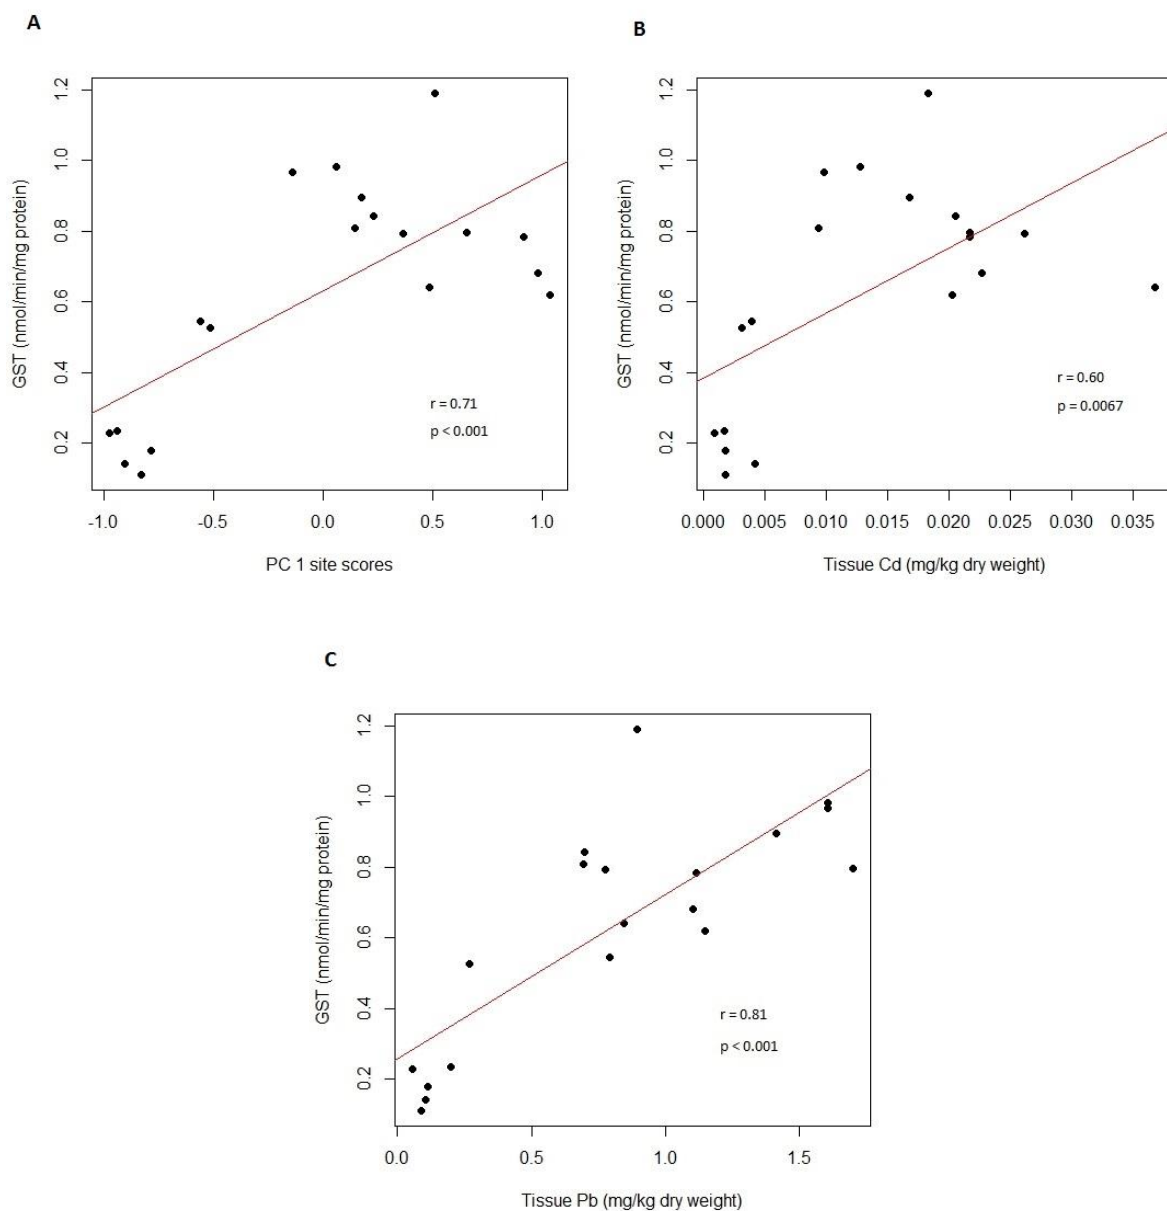 A
GST (nmol/min/mg protein)
1.2
1.0
0.8
0.6
0.4
0.2
r = 0.71
p < 0.001
-1.0 -0.5 0.0 0.5 1.0
PC 1 site scores
B
GST (nmol/min/mg protein)
1.2
1.0
0.8
0.6
0.4
0.2
r = 0.60
p = 0.0067
0.000 0.005 0.010 0.015 0.020 0.025 0.030 0.035
Tissue Cd (mg/kg dry weight)
C
GST (nmol/min/mg protein)
1.2
1.0
0.8
0.6
0.4
0.2
r = 0.81
p < 0.001
0.0 0.5 1.0 1.5
Tissue Pb (mg/kg dry weight)